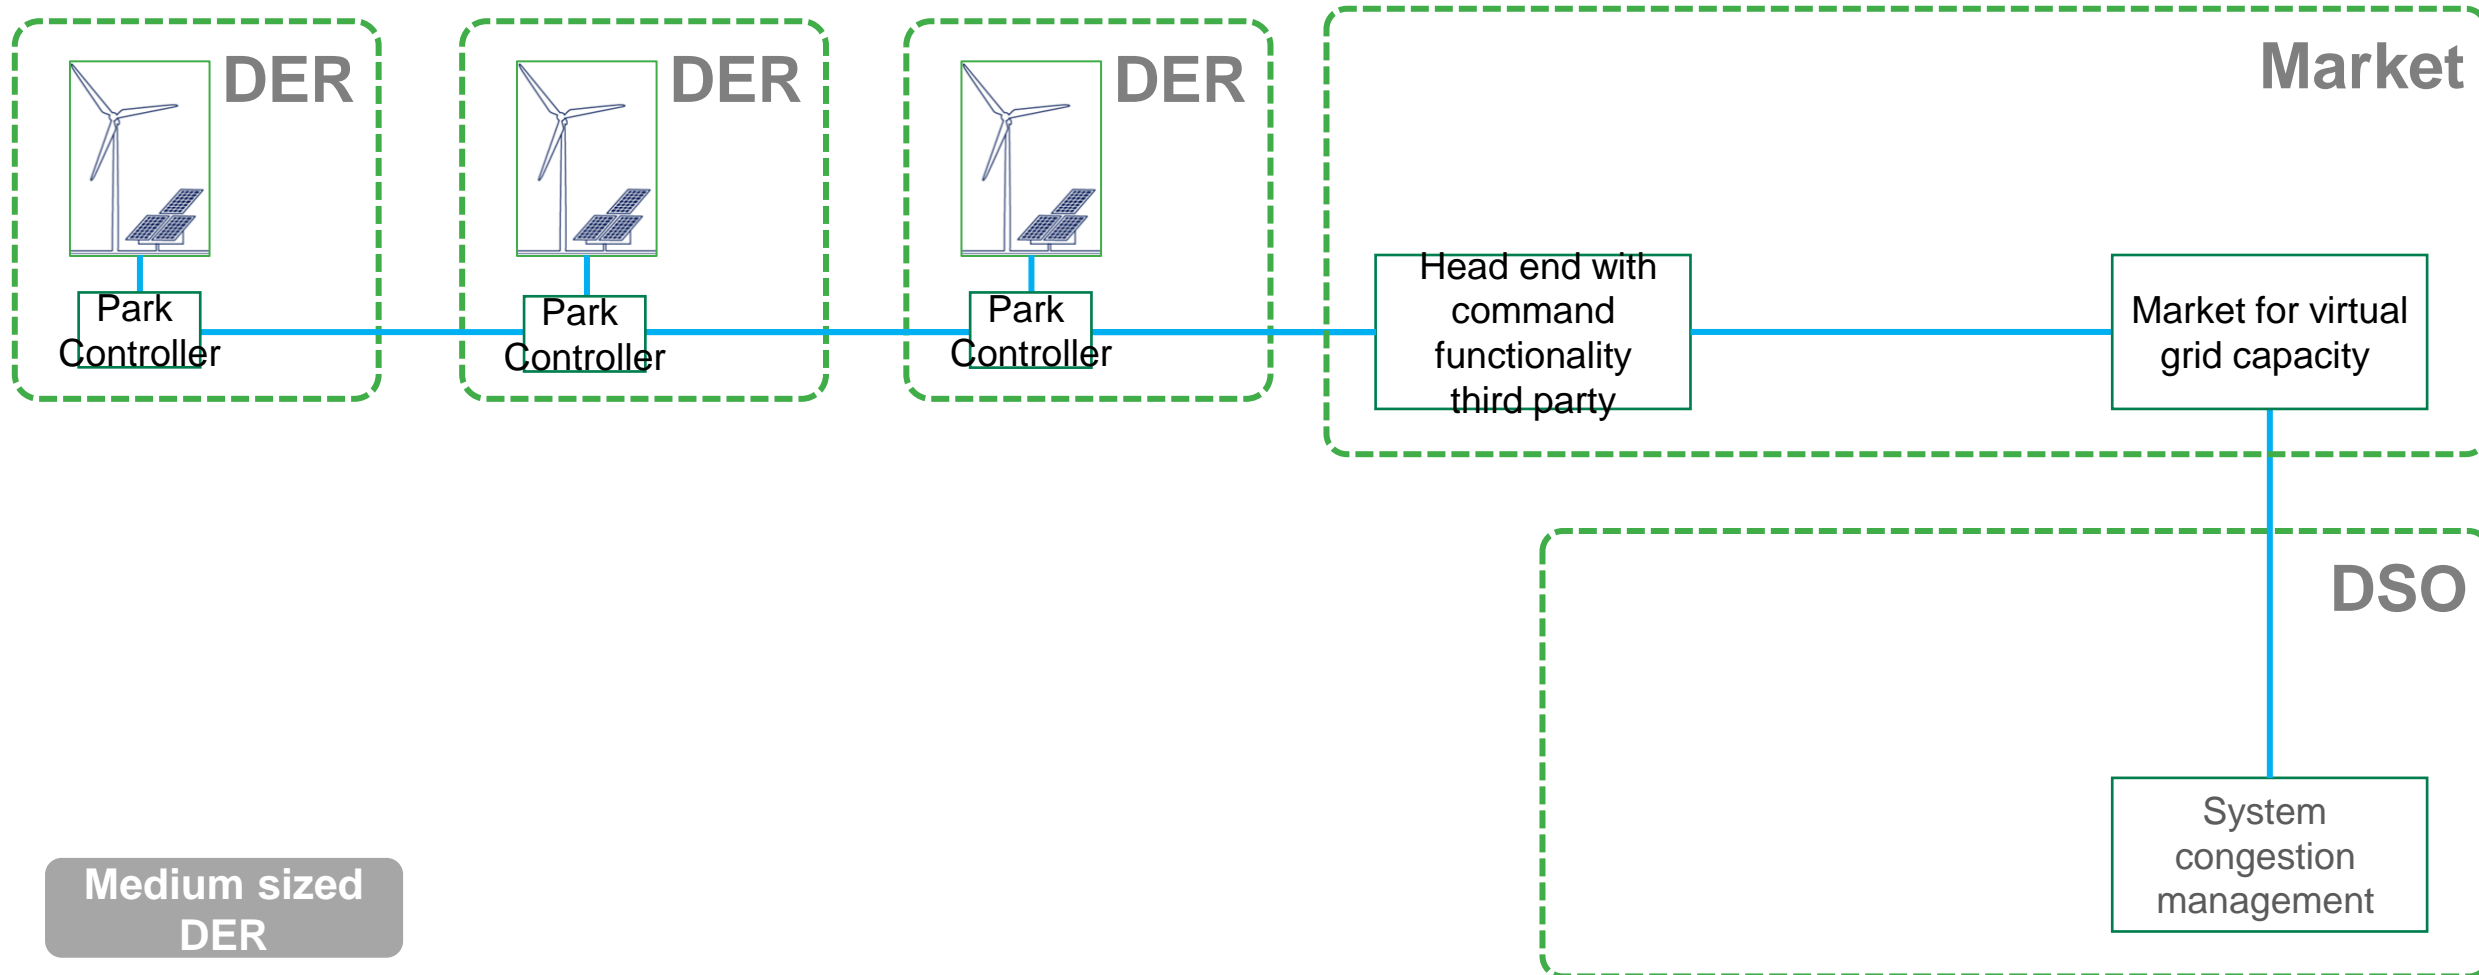 DER
DER
DER
Market
Park
Controller
Park
Controller
Park
Controller
Head end with
command
functionality
third party
Market for virtual
grid capacity
DSO
System
congestion
management
Medium sized
DER